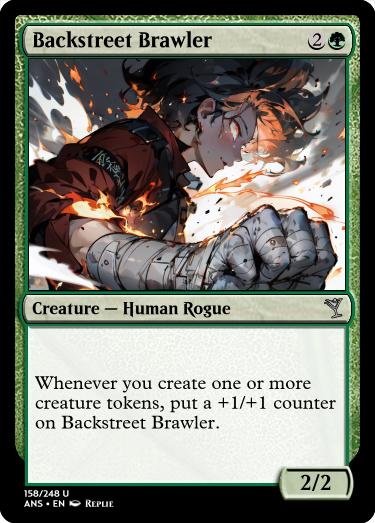 Backstreet Brawler 2
Creature — Human Rogue
Whenever you create one or more
creature tokens, put a +1/+1 counter
on Backstreet Brawler.
2/2
158/248 U
ANS • EN Replie